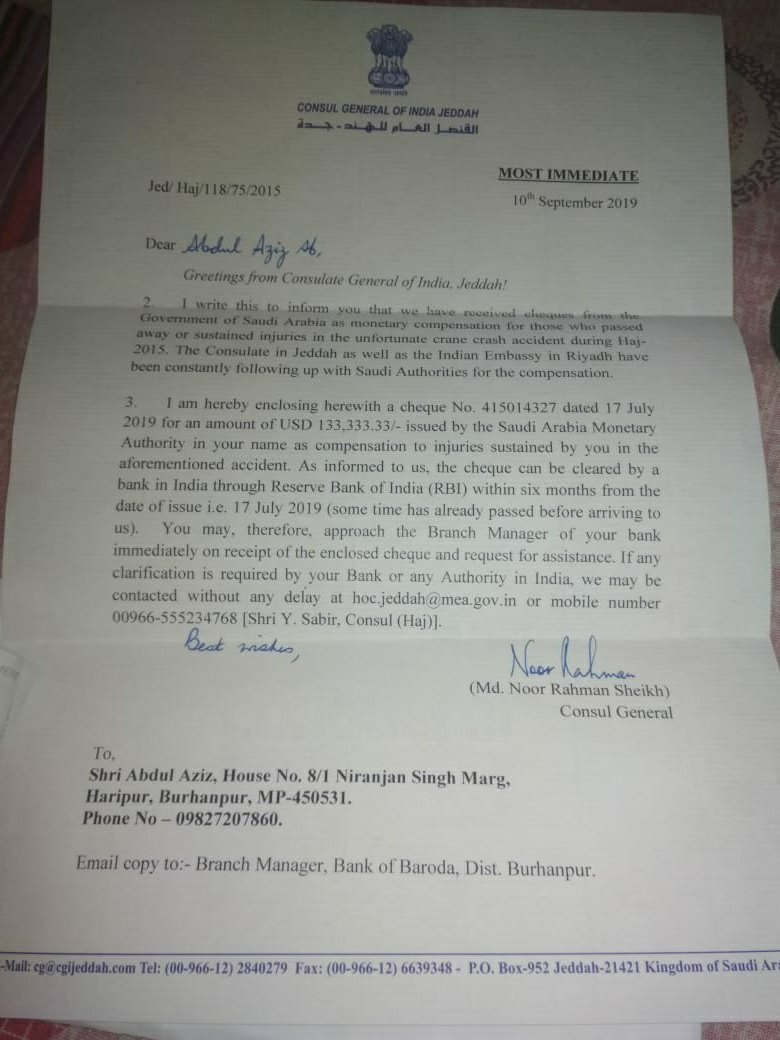 सत्यमेव जयते
CONSUL GENERAL OF INDIA JEDDAH
القنصل العام للهند - جدة
MOST IMMEDIATE
Jed/ Haj/118/75/2015
10th September 2019
Dear Abdul Aziz Sb,
Greetings from Consulate General of India, Jeddah!
2. I write this to inform you that we have received cheques from the
Government of Saudi Arabia as monetary compensation for those who passed
away or sustained injuries in the unfortunate crane crash accident during Haj-
2015. The Consulate in Jeddah as well as the Indian Embassy in Riyadh have
been constantly following up with Saudi Authorities for the compensation.
3. I am hereby enclosing herewith a cheque No. 415014327 dated 17 July
2019 for an amount of USD 133,333.33/- issued by the Saudi Arabia Monetary
Authority in your name as compensation to injuries sustained by you in the
aforementioned accident. As informed to us, the cheque can be cleared by a
bank in India through Reserve Bank of India (RBI) within six months from the
date of issue i.e. 17 July 2019 (some time has already passed before arriving to
us). You may, therefore, approach the Branch Manager of your bank
immediately on receipt of the enclosed cheque and request for assistance. If any
clarification is required by your Bank or any Authority in India, we may be
contacted without any delay at hoc.jeddah@mea.gov.in or mobile number
00966-555234768 [Shri Y. Sabir, Consul (Haj)].
Best wishes,
Noor Rahman
(Md. Noor Rahman Sheikh)
Consul General
To,
Shri Abdul Aziz, House No. 8/1 Niranjan Singh Marg,
Haripur, Burhanpur, MP-450531.
Phone No – 09827207860.
Email copy to:- Branch Manager, Bank of Baroda, Dist. Burhanpur.
-Mail: cg@cgijeddah.com Tel: (00-966-12) 2840279 Fax: (00-966-12) 6639348 - P.O. Box-952 Jeddah-21421 Kingdom of Saudi Ara